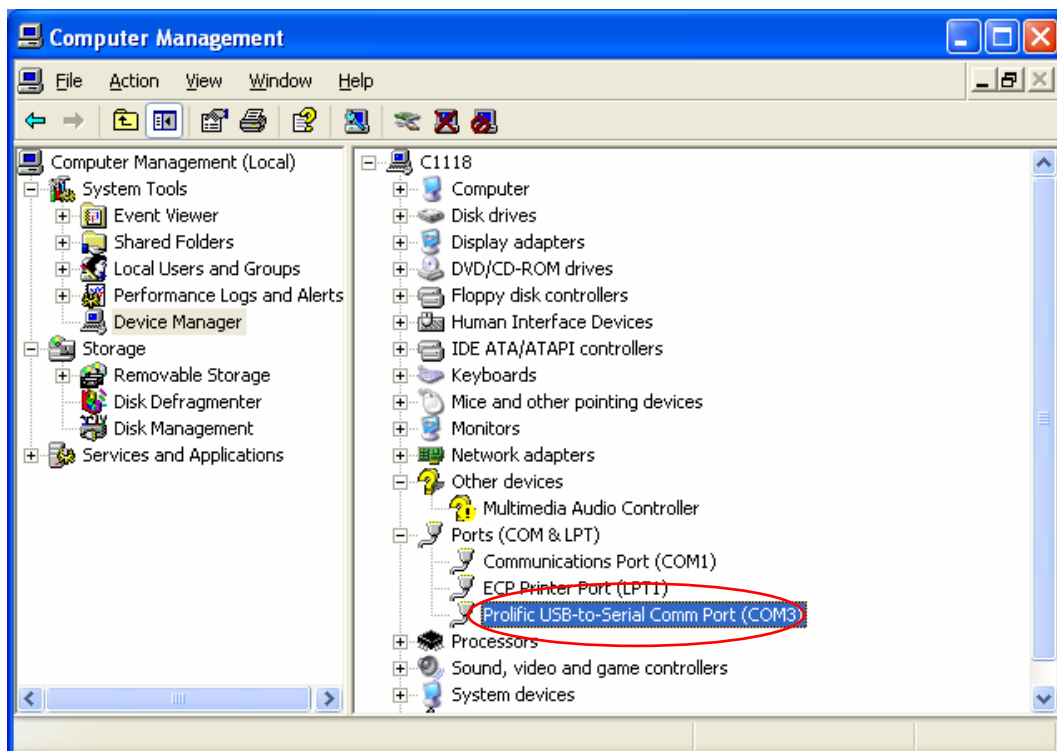 Computer Management
File Action View Window Help
Computer Management (Local)
System Tools
Event Viewer
Shared Folders
Local Users and Groups
Performance Logs and Alerts
Device Manager
Storage
Removable Storage
Disk Defragmenter
Disk Management
Services and Applications
C1118
Computer
Disk drives
Display adapters
DVD/CD-ROM drives
Floppy disk controllers
Human Interface Devices
IDE ATA/ATAPI controllers
Keyboards
Mice and other pointing devices
Monitors
Network adapters
Other devices
Multimedia Audio Controller
Ports (COM & LPT)
Communications Port (COM1)
ECP Printer Port (LPT1)
Prolific USB-to-Serial Comm Port (COM3)
Processors
Sound, video and game controllers
System devices